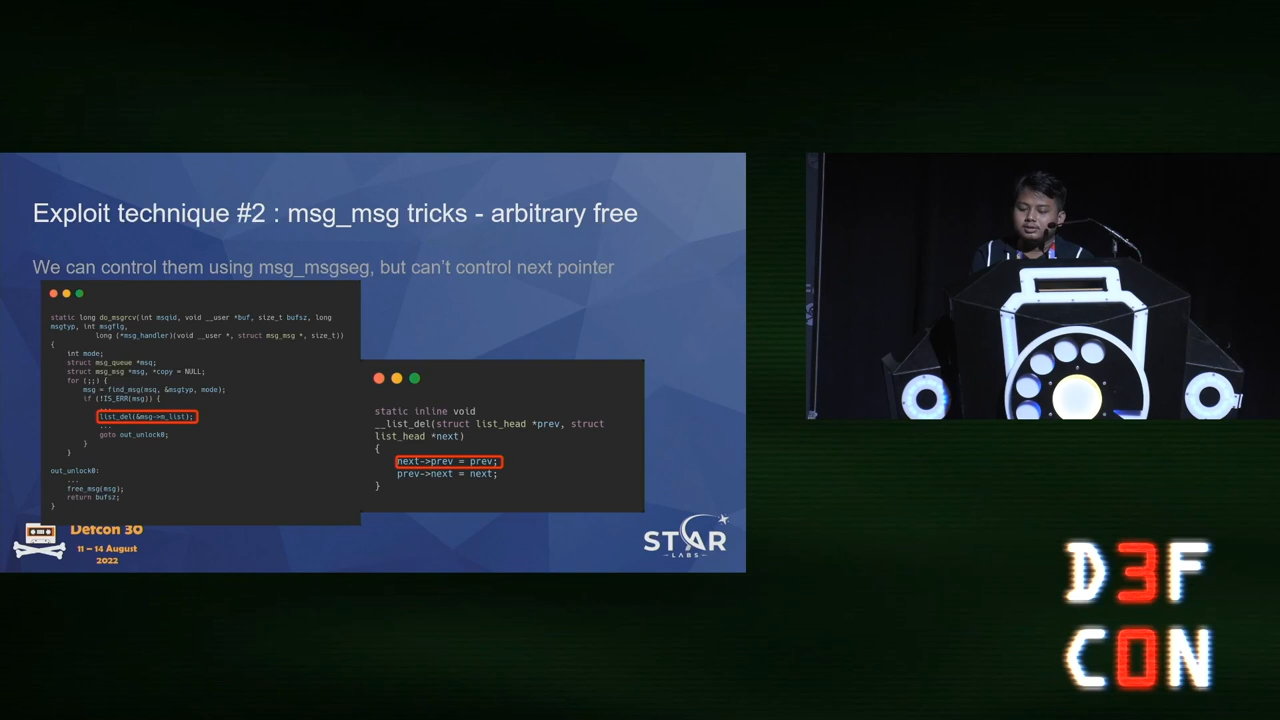 Exploit technique #2 : msg_msg tricks - arbitrary free
We can control them using msg_msgseg, but can't control next pointer
static long do_msgrcv(int msqid, void __user *buf, size_t bufsz, long
msgtyp, int msgflg,
long (*msg_handler)(void __user *, struct msg_msg *, size_t))
{
int mode;
struct msg_queue *msq;
struct msg_msg *msg, *copy = NULL;
for (;;) {
msg = find_msg(msq, &msgtyp, mode);
if (!IS_ERR(msg)) {
...
list_del(&msg->m_list);
...
goto out_unlock0;
}
}
out_unlock0:
...
free_msg(msg);
return bufsz;
}
static inline void
__list_del(struct list_head *prev, struct
list_head *next)
{
next->prev = prev;
prev->next = next;
}
Defcon 30
11 – 14 August
2022
STAR
- LABS -
D3F
C0N